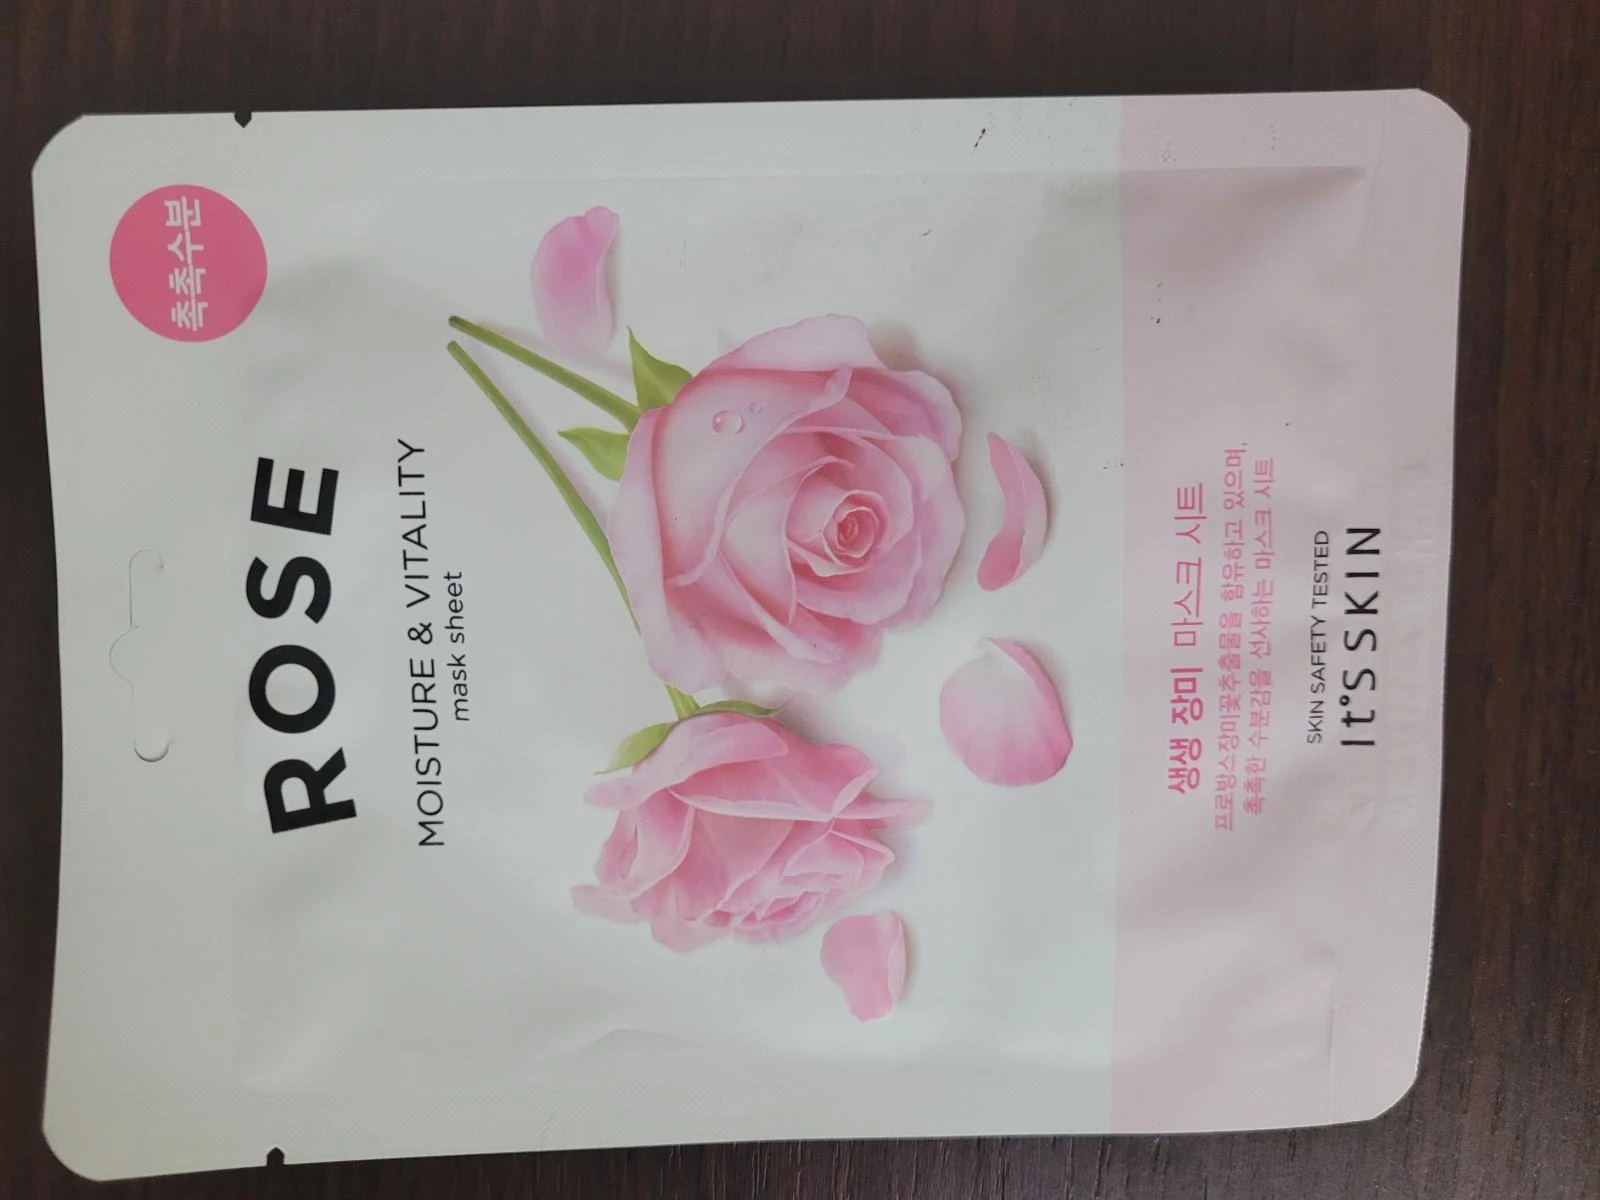 촉촉수분
ROSE
MOISTURE & VITALITY
mask sheet
생생 장미 마스크 시트
프로방스장미꽃추출물을 함유하고 있으며,
촉촉한 수분감을 선사하는 마스크 시트
SKIN SAFETY TESTED
It's SKIN